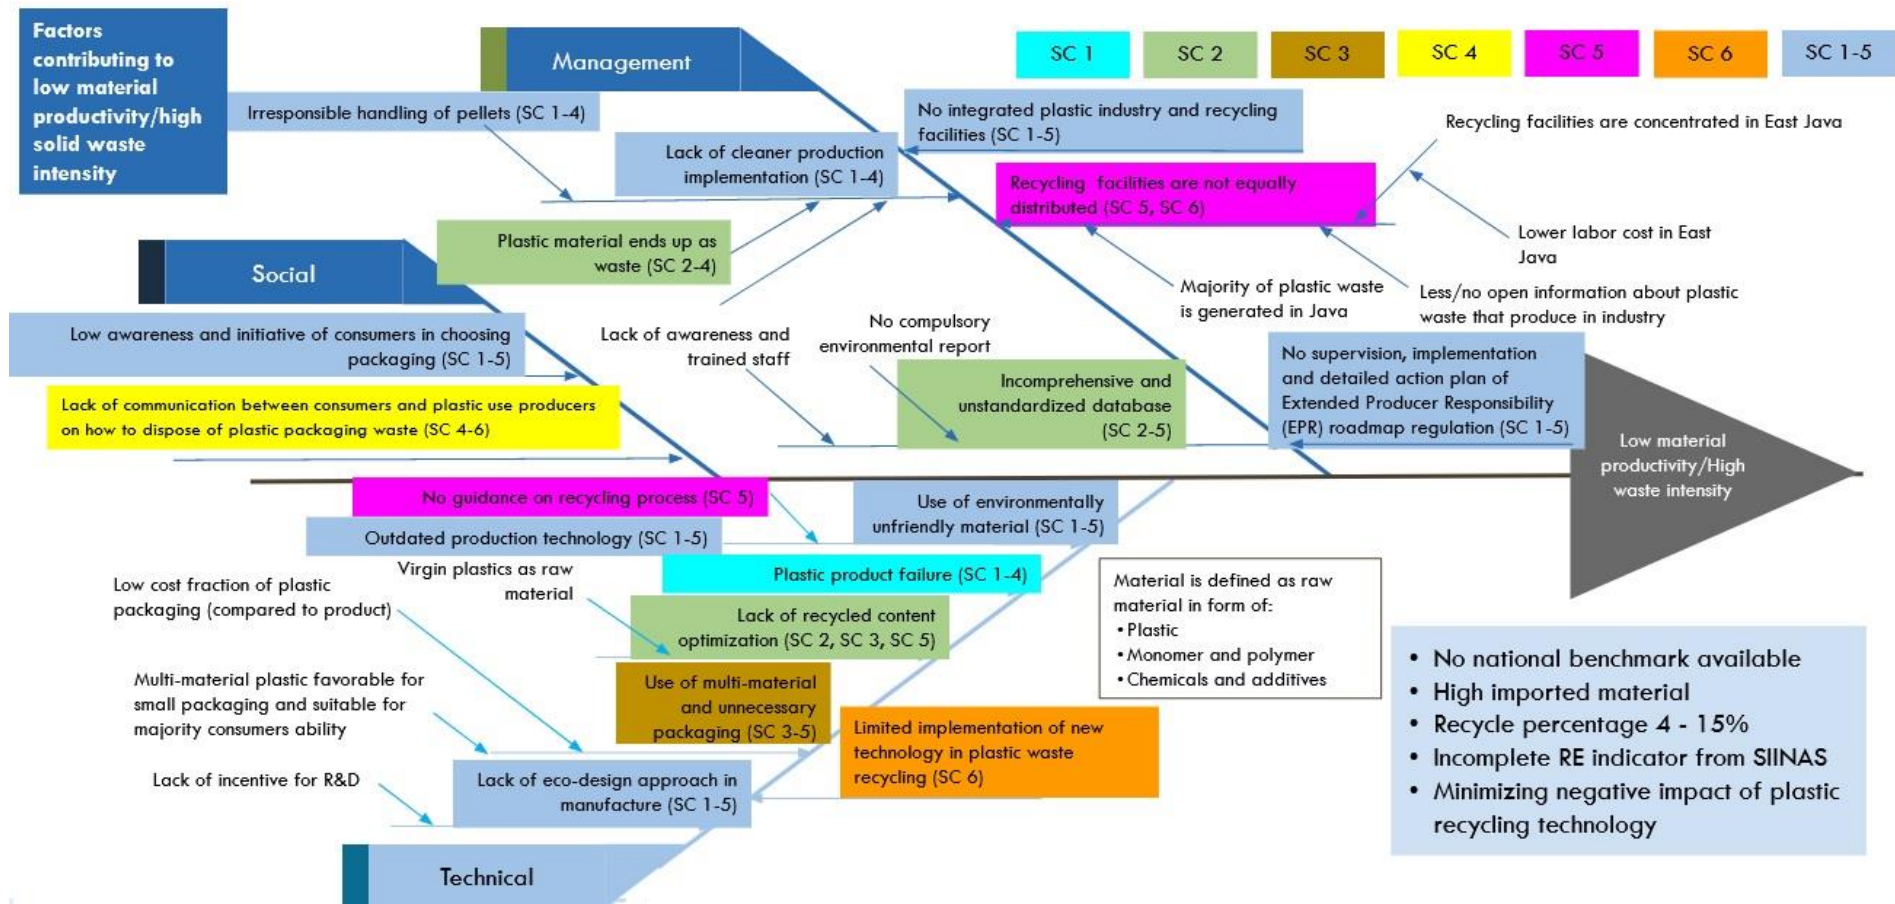 Factors
contributing to
low material
productivity/high
solid waste
intensity
Management
SC 1
SC 2
SC 3
SC 4
SC 5
SC 6
SC 1-5
Irresponsible handling of pellets (SC 1-4)
No integrated plastic industry and recycling
facilities (SC 1-5)
Recycling facilities are concentrated in East Java
Lack of cleaner production
implementation (SC 1-4)
Recycling facilities are not equally
distributed (SC 5, SC 6)
Plastic material ends up as
waste (SC 2-4)
Lower labor cost in East
Java
Social
Majority of plastic waste
is generated in Java
Less/no open information about plastic
waste that produce in industry
Low awareness and initiative of consumers in choosing
packaging (SC 1-5)
Lack of awareness and
trained staff
No compulsory
environmental report
Incomprehensive and
unstandardized database
(SC 2-5)
No supervision, implementation
and detailed action plan of
Extended Producer Responsibility
(EPR) roadmap regulation (SC 1-5)
Lack of communication between consumers and plastic use producers
on how to dispose of plastic packaging waste (SC 4-6)
Low material
productivity/High
waste intensity
No guidance on recycling process (SC 5)
Use of environmentally
unfriendly material (SC 1-5)
Outdated production technology (SC 1-5)
Plastic product failure (SC 1-4)
Virgin plastics as raw
material
Low cost fraction of plastic
packaging (compared to product)
Lack of recycled content
optimization (SC 2, SC 3, SC 5)
Material is defined as raw
material in form of:
• Plastic
• Monomer and polymer
• Chemicals and additives
Multi-material plastic favorable for
small packaging and suitable for
majority consumers ability
Use of multi-material
and unnecessary
packaging (SC 3-5)
Limited implementation of new
technology in plastic waste
recycling (SC 6)
Lack of incentive for R&D
Lack of eco-design approach in
manufacture (SC 1-5)
Technical
• No national benchmark available
• High imported material
• Recycle percentage 4 - 15%
• Incomplete RE indicator from SIINAS
• Minimizing negative impact of plastic
recycling technology